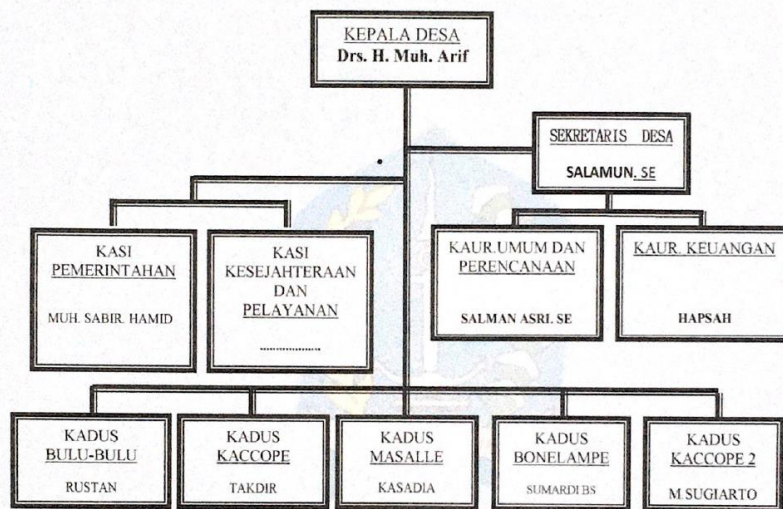 KEPALA DESA
Drs. H. Muh. Arif
SEKRETARIS DESA
SALAMUN. SE
KASI
PEMERINTAHAN
MUH. SABIR. HAMID
KASI
KESEJAHTERAAN
DAN
PELAYANAN
...................
KAUR.UMUM DAN
PERENCANAAN
SALMAN ASRI. SE
KAUR. KEUANGAN
HAPSAH
KADUS
BULU-BULU
RUSTAN
KADUS
KACCOPE
TAKDIR
KADUS
MASALLE
KASADIA
KADUS
BONELAMPE
SUMARDI BS
KADUS
KACCOPE 2
M.SUGIARTO